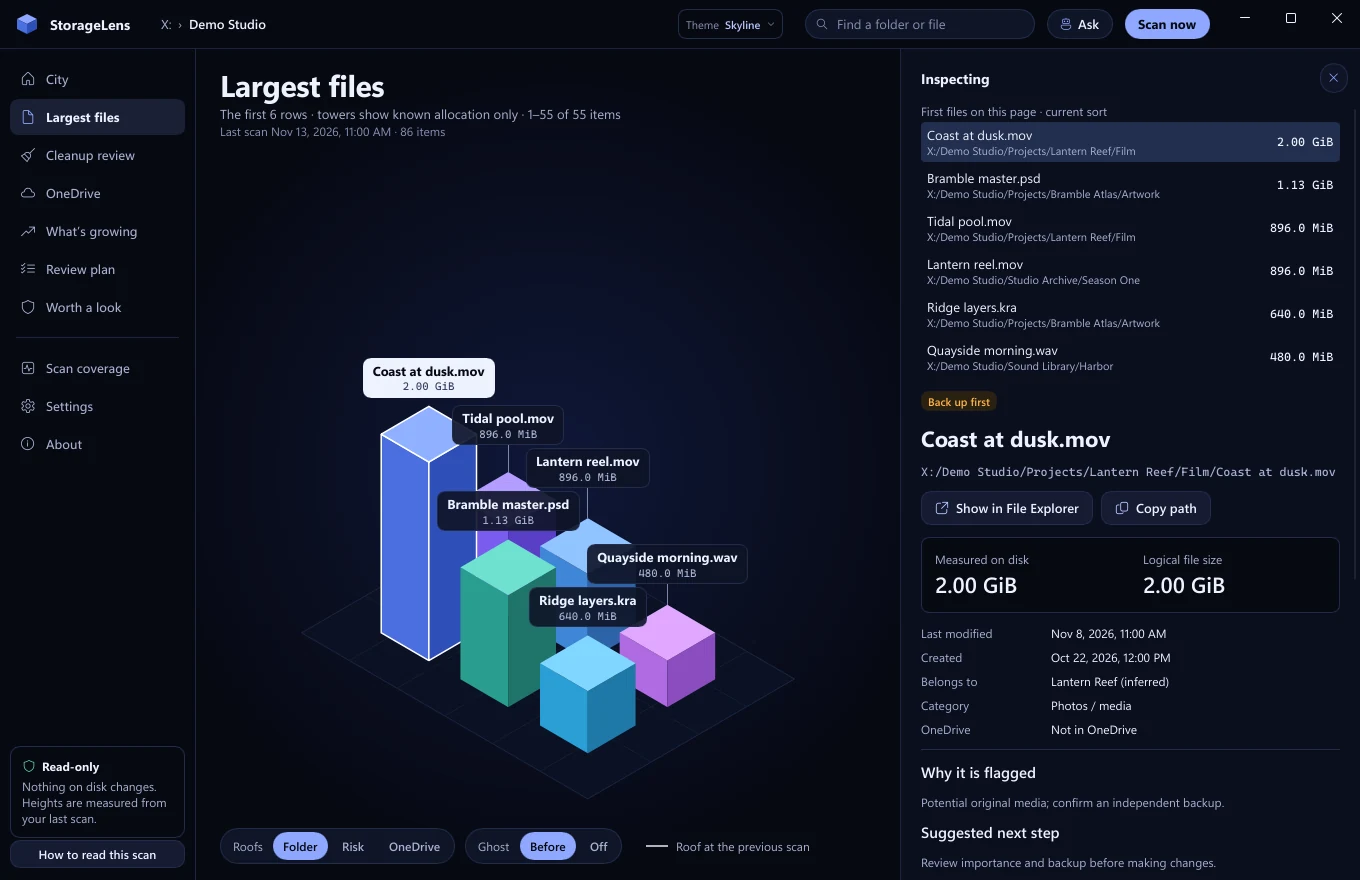 StorageLens
X: › Demo Studio
Theme Skyline
Find a folder or file
Ask
Scan now
City
Largest files
Cleanup review
OneDrive
What's growing
Review plan
Worth a look
Scan coverage
Settings
About
Read-only
Nothing on disk changes.
Heights are measured from
your last scan.
How to read this scan
Largest files
The first 6 rows · towers show known allocation only · 1–55 of 55 items
Last scan Nov 13, 2026, 11:00 AM · 86 items
Coast at dusk.mov
2.00 GiB
Tidal pool.mov
896.0 MiB
Lantern reel.mov
896.0 MiB
Bramble master.psd
1.13 GiB
Quayside morning.wav
480.0 MiB
Ridge layers.kra
640.0 MiB
Roofs Folder Risk OneDrive
Ghost Before Off
Roof at the previous scan
Inspecting
First files on this page · current sort
Coast at dusk.mov
2.00 GiB
X:/Demo Studio/Projects/Lantern Reef/Film
Bramble master.psd
1.13 GiB
X:/Demo Studio/Projects/Bramble Atlas/Artwork
Tidal pool.mov
896.0 MiB
X:/Demo Studio/Projects/Lantern Reef/Film
Lantern reel.mov
896.0 MiB
X:/Demo Studio/Studio Archive/Season One
Ridge layers.kra
640.0 MiB
X:/Demo Studio/Projects/Bramble Atlas/Artwork
Quayside morning.wav
480.0 MiB
X:/Demo Studio/Sound Library/Harbor
Back up first
Coast at dusk.mov
X:/Demo Studio/Projects/Lantern Reef/Film/Coast at dusk.mov
Show in File Explorer
Copy path
Measured on disk
2.00 GiB
Logical file size
2.00 GiB
Last modified Nov 8, 2026, 11:00 AM
Created Oct 22, 2026, 12:00 PM
Belongs to Lantern Reef (inferred)
Category Photos / media
OneDrive Not in OneDrive
Why it is flagged
Potential original media; confirm an independent backup.
Suggested next step
Review importance and backup before making changes.